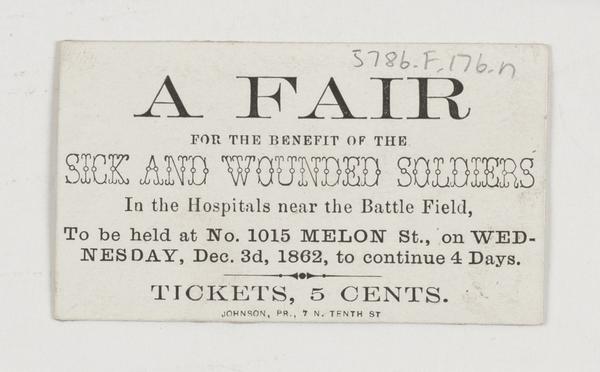 5786.F.176.n
A FAIR
FOR THE BENEFIT OF THE
SICK AND WOUNDED SOLDIERS
In the Hospitals near the Battle Field,
To be held at No. 1015 MELON St., on WED-
NESDAY, Dec. 3d, 1862, to continue 4 Days.
TICKETS, 5 CENTS.
JOHNSON, PR., 7 N. TENTH ST